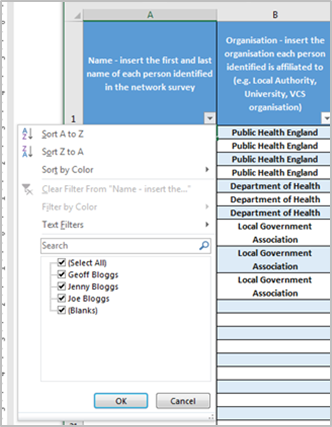 A
B
Name - insert the first and last
name of each person identified
in the network survey
Organisation - insert the
organisation each person
identified is affiliated to
(e.g. Local Authority,
University, VCS
organisation)
1
Sort A to Z
Sort Z to A
Sort by Color
Clear Filter From "Name - insert the..."
Filter by Color
Text Filters
Search
(Select All)
Geoff Bloggs
Jenny Bloggs
Joe Bloggs
(Blanks)
OK
Cancel
Public Health England
Public Health England
Public Health England
Public Health England
Department of Health
Department of Health
Department of Health
Local Government
Association
Local Government
Association
Local Government
Association